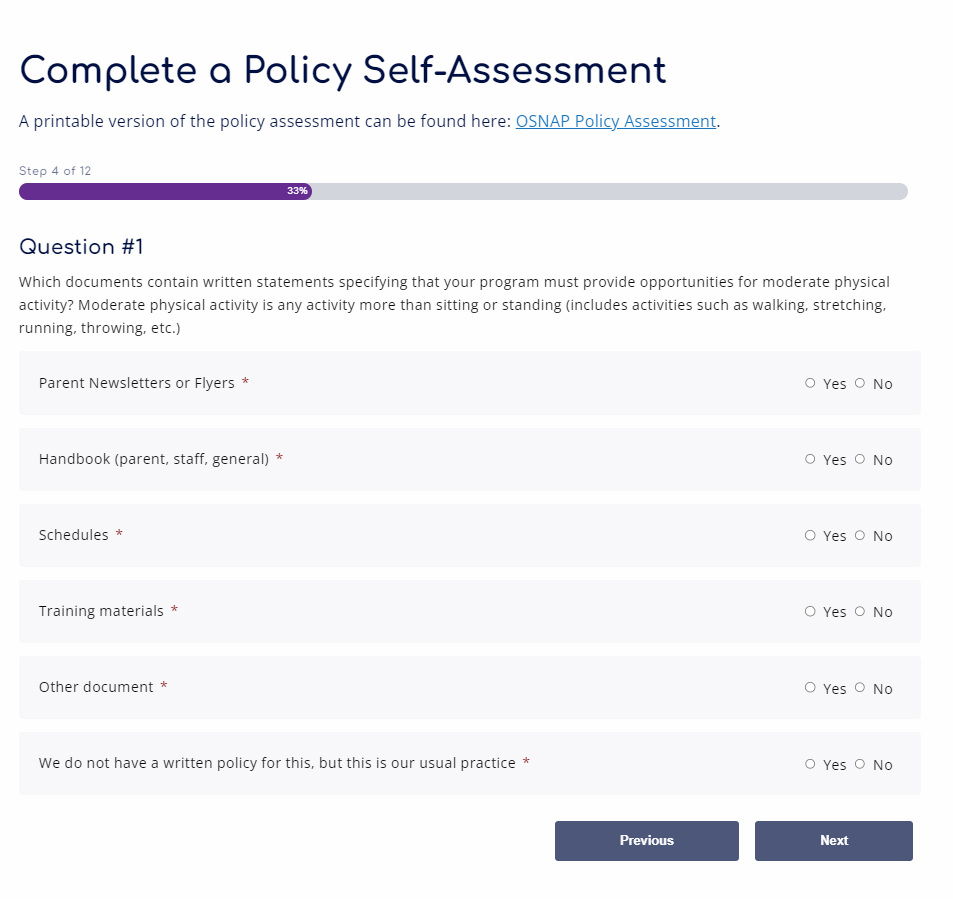 Complete a Policy Self-Assessment
A printable version of the policy assessment can be found here: OSNAP Policy Assessment.
Step 4 of 12
33%
Question #1
Which documents contain written statements specifying that your program must provide opportunities for moderate physical
activity? Moderate physical activity is any activity more than sitting or standing (includes activities such as walking, stretching,
running, throwing, etc.)
Parent Newsletters or Flyers * Yes No
Handbook (parent, staff, general) * Yes No
Schedules * Yes No
Training materials * Yes No
Other document * Yes No
We do not have a written policy for this, but this is our usual practice * Yes No
Previous Next